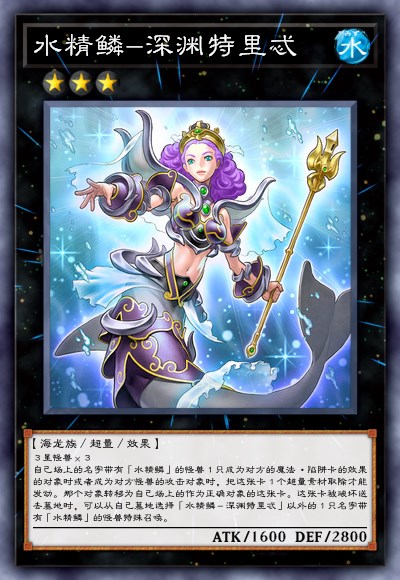 水精鳞－深渊特里忒
水
【海龙族／超量／效果】
３星怪兽×３
自己场上的名字带有「水精鳞」的怪兽１只成为对方的魔法·陷阱卡的效果
的对象时或者成为对方怪兽的攻击对象时，把这张卡１个超量素材取除才能
发动。那个对象转移为自己场上的作为正确对象的这张卡。这张卡被破坏送
去墓地时，可以从自己墓地选择「水精鳞－深渊特里忒」以外的１只名字带
有「水精鳞」的怪兽特殊召唤。
ATK/1600 DEF/2800